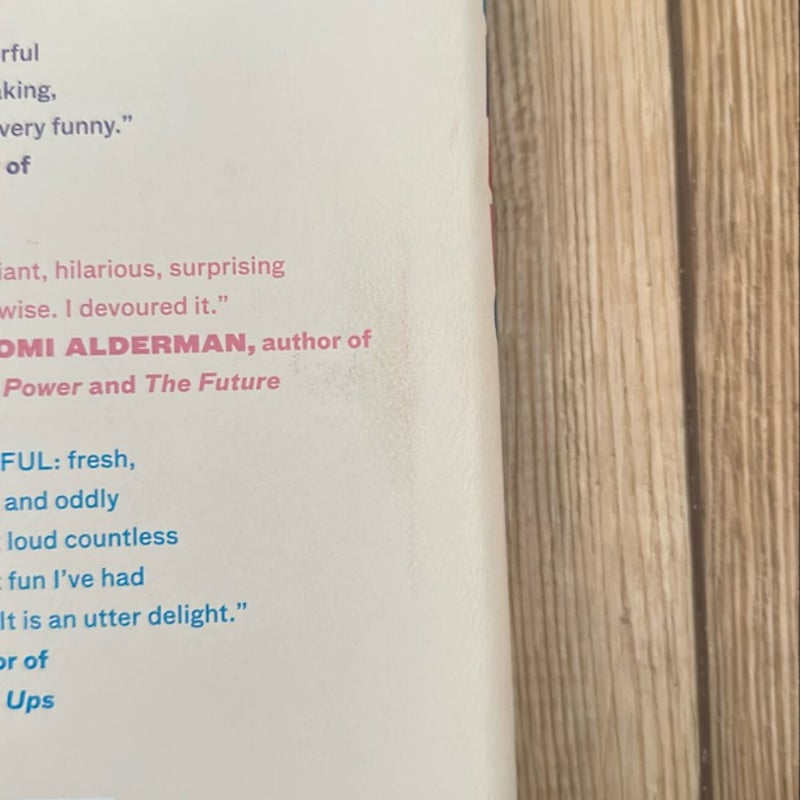 rful
aking,
very funny.”
of
iant, hilarious, surprising
wise. I devoured it.”
OMI ALDERMAN, author of
Power and The Future
FUL: fresh,
and oddly
loud countless
fun I’ve had
It is an utter delight.”
or of
Ups